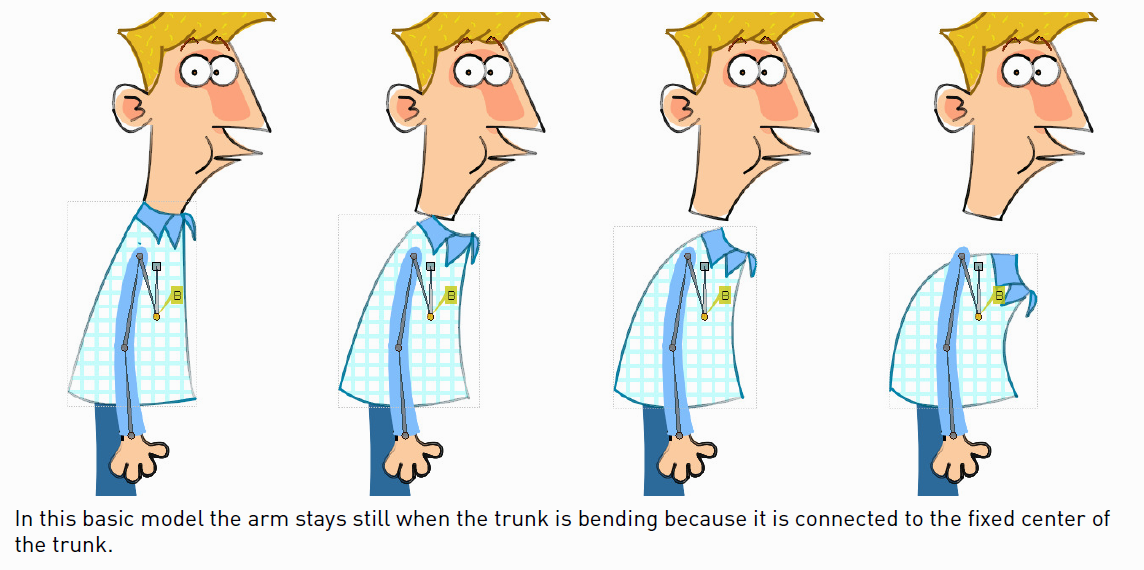 B B B B
In this basic model the arm stays still when the trunk is bending because it is connected to the fixed center of
the trunk.